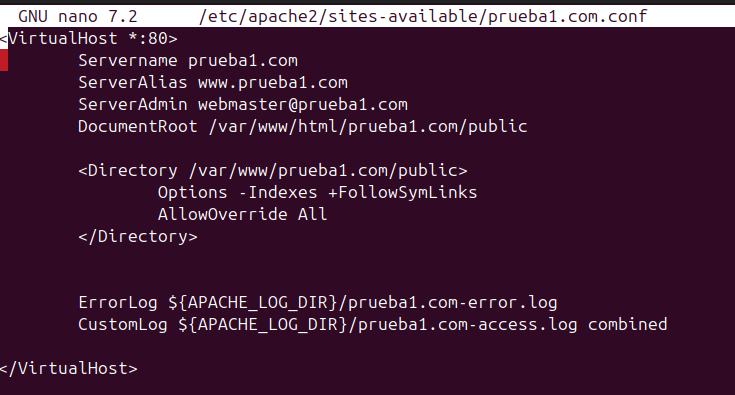 GNU nano 7.2 /etc/apache2/sites-available/prueba1.com.conf
<VirtualHost *:80>
Servername prueba1.com
ServerAlias www.prueba1.com
ServerAdmin webmaster@prueba1.com
DocumentRoot /var/www/html/prueba1.com/public
<Directory /var/www/prueba1.com/public>
Options -Indexes +FollowSymLinks
AllowOverride All
</Directory>
ErrorLog ${APACHE_LOG_DIR}/prueba1.com-error.log
CustomLog ${APACHE_LOG_DIR}/prueba1.com-access.log combined
</VirtualHost>